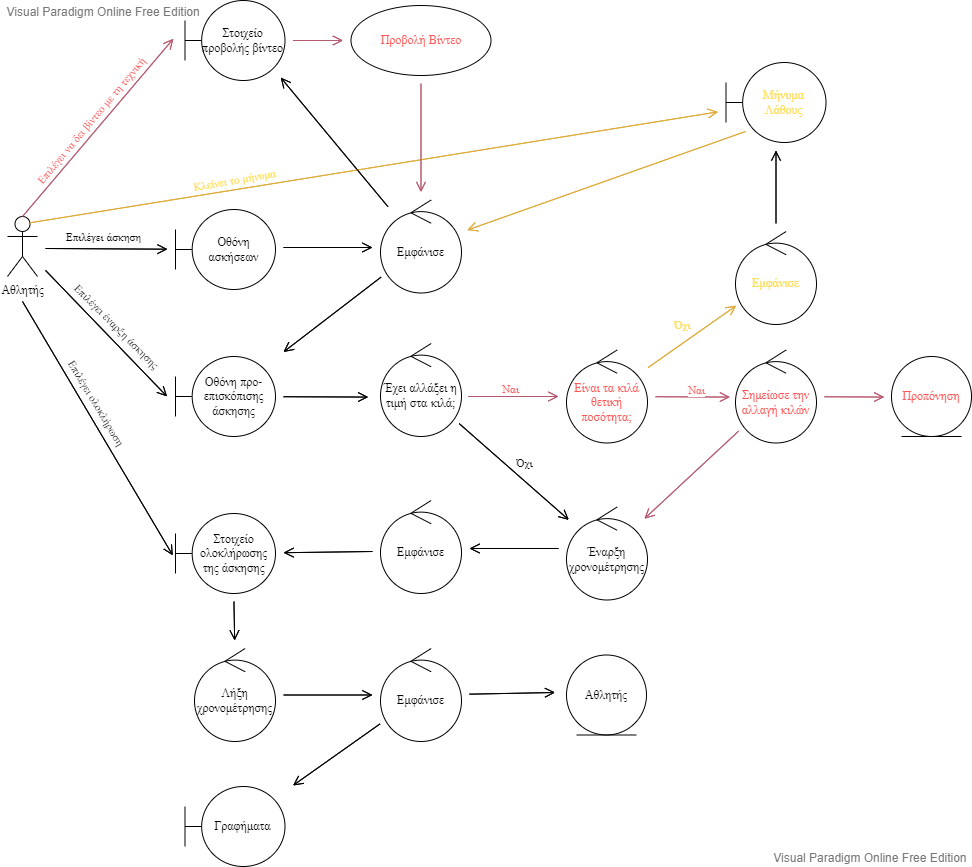 Visual Paradigm Online Free Edition
Στοιχείο
προβολής βίντεο
Προβολή Βίντεο
Επιλέγει να δει βίντεο με τη τεχνική
Μήνυμα
Λάθους
Κλείνει το μήνυμα
Επιλέγει άσκηση
Οθόνη
ασκήσεων
Εμφάνισε
Αθλητής
Εμφάνισε
Επιλέγει έναρξη άσκησης
Όχι
Οθόνη προ-
επισκόπισης
άσκησης
Έχει αλλάξει η
τιμή στα κιλά;
Ναι
Είναι τα κιλά
θετική
ποσότητα;
Ναι
Σημείωσε την
αλλαγή κιλών
Προπόνηση
Επιλέγει ολοκλήρωση
Όχι
Στοιχείο
ολοκλήρωσης
της άσκησης
Εμφάνισε
Έναρξη
χρονομέτρησης
Λήξη
χρονομέτρησης
Εμφάνισε
Αθλητής
Γραφήματα
Visual Paradigm Online Free Edition